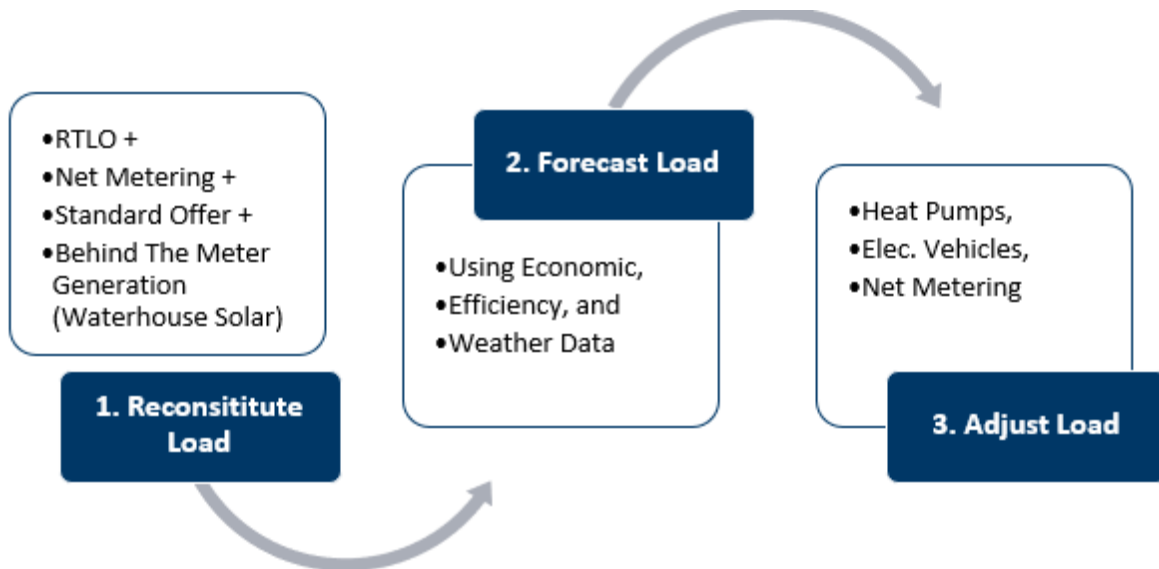 •RTLO +
•Net Metering +
•Standard Offer +
•Behind The Meter
Generation
(Waterhouse Solar)
1. Reconsititute
Load
2. Forecast Load
•Using Economic,
•Efficiency, and
•Weather Data
•Heat Pumps,
•Elec. Vehicles,
•Net Metering
3. Adjust Load